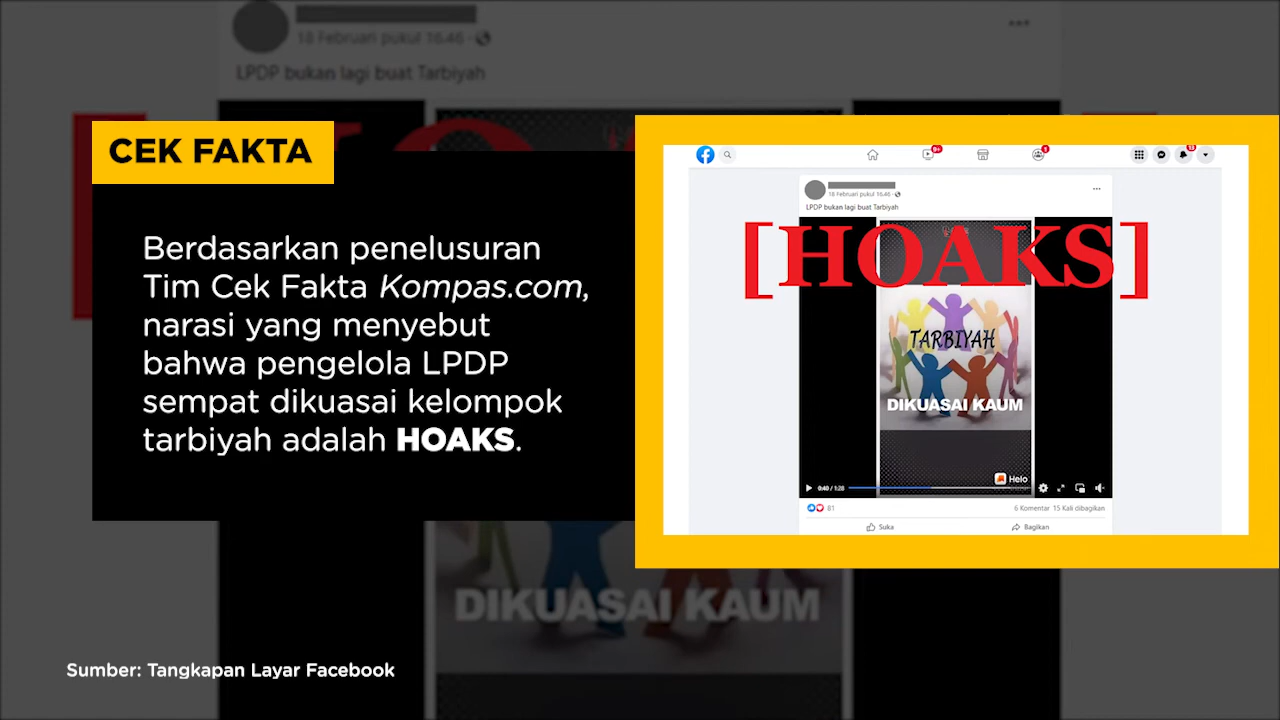 18 Februari pukul 16.46
LPDP bukan lagi buat Tarbiyah
CEK FAKTA
Berdasarkan penelusuran
Tim Cek Fakta Kompas.com,
narasi yang menyebut
bahwa pengelola LPDP
sempat dikuasai kelompok
tarbiyah adalah HOAKS.
9+
1
13
18 Februari pukul 16.46
LPDP bukan lagi buat Tarbiyah
[HOAKS]
TARBIYAH
DIKUASAI KAUM
Helo
0:40 / 1:28
81
6 Komentar 15 Kali dibagikan
Suka
Bagikan
DIKUASAI KAUM
Sumber: Tangkapan Layar Facebook